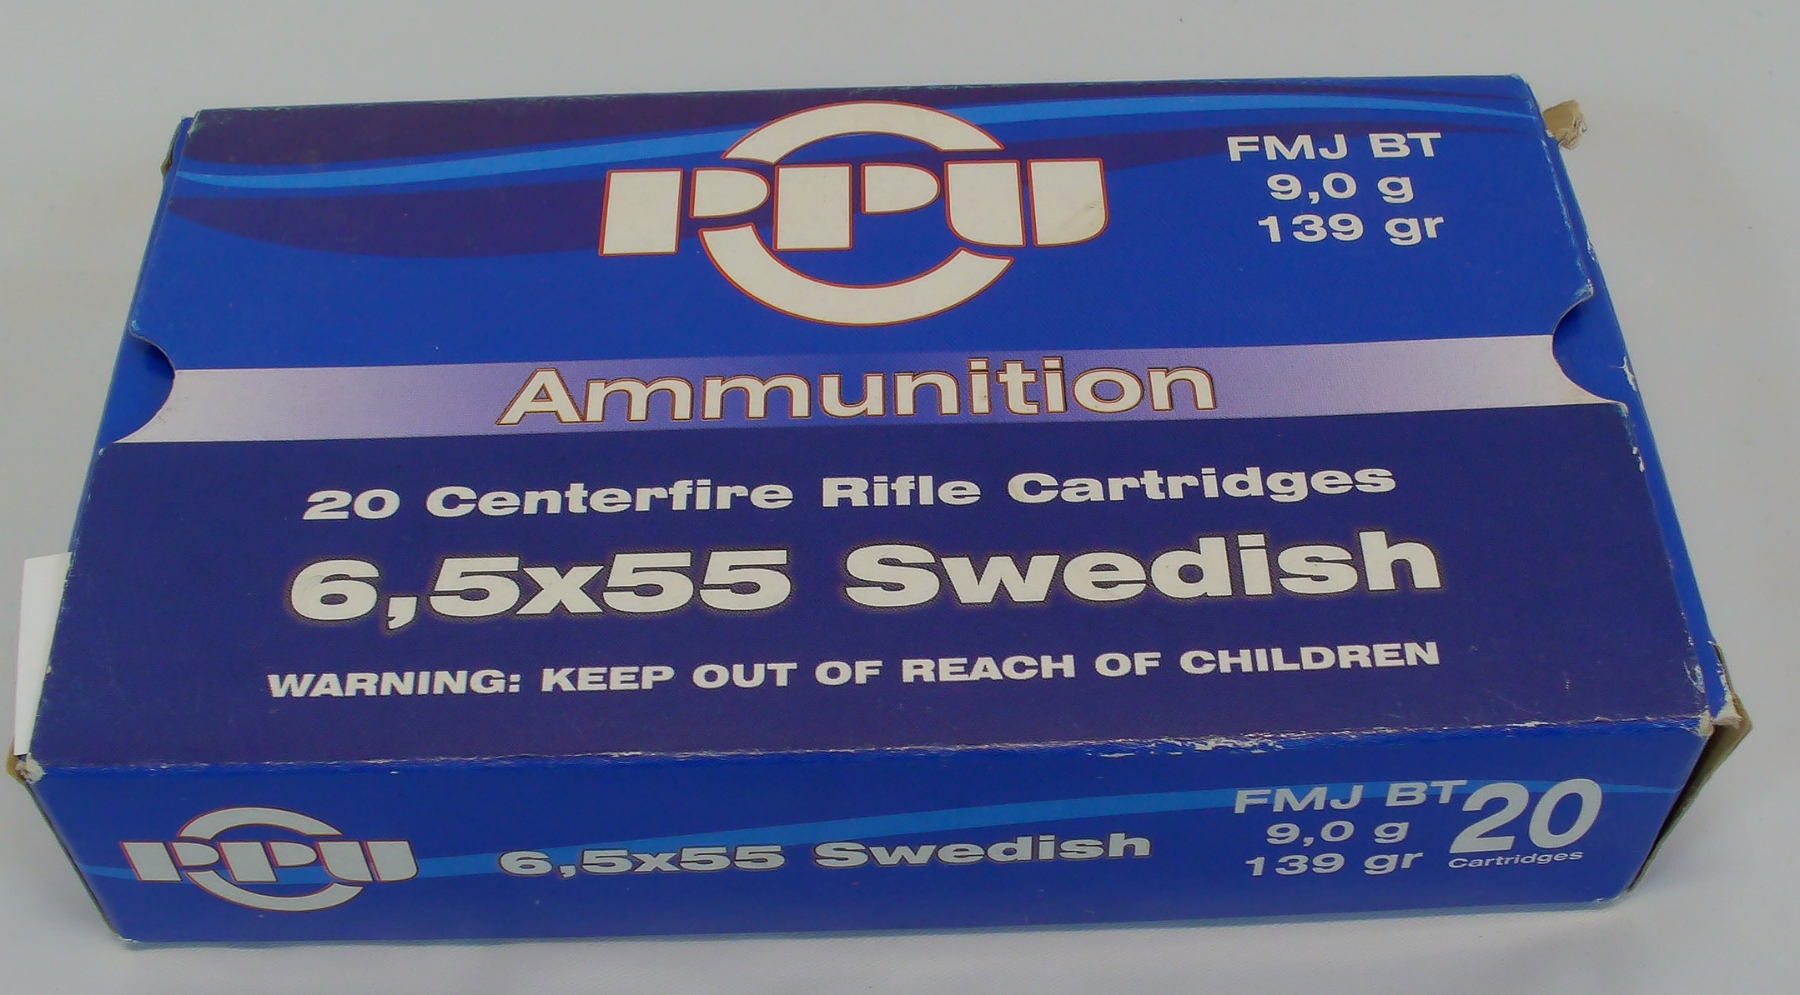 PPU
FMJ BT
9,0 g
139 gr
Ammunition
20 Centerfire Rifle Cartridges
6,5x55 Swedish
WARNING: KEEP OUT OF REACH OF CHILDREN
PPU
6,5x55 Swedish
FMJ BT
9,0 g
139 gr
20
Cartridges